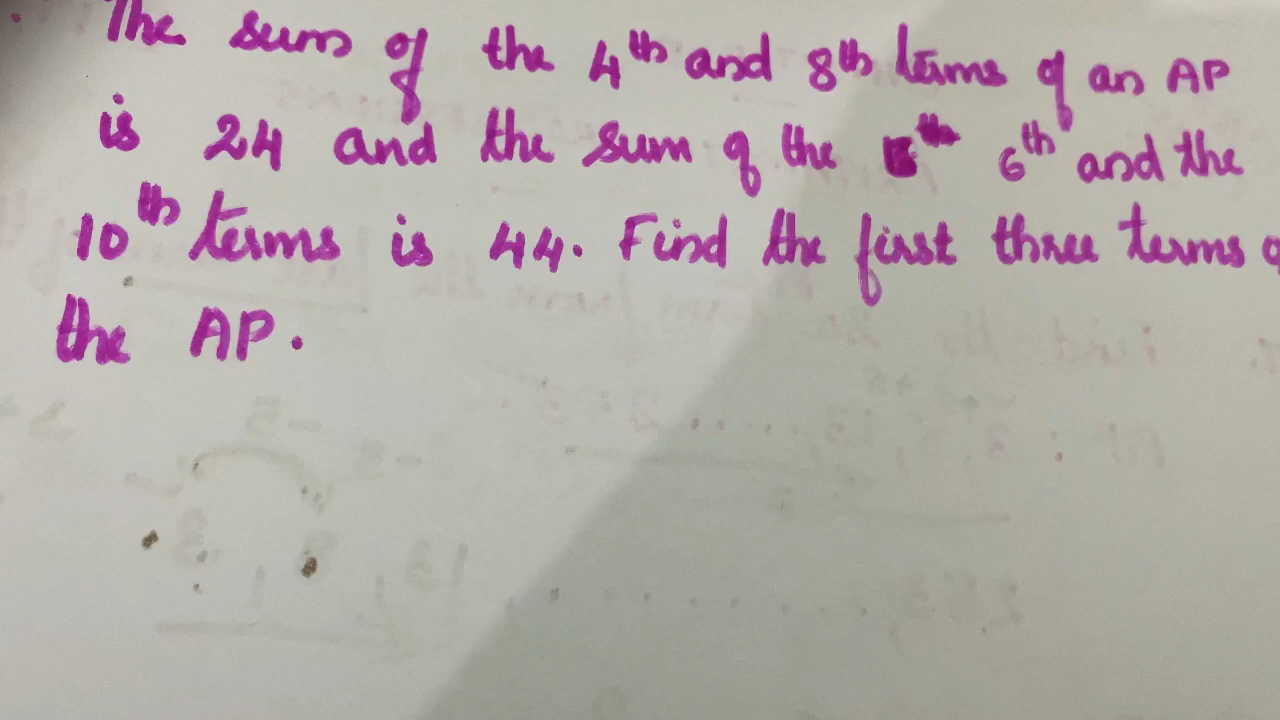 The sum of the 4th and 8th terms of an AP
is 24 and the sum of the 6th and the
10th terms is 44. Find the first three terms
the AP.